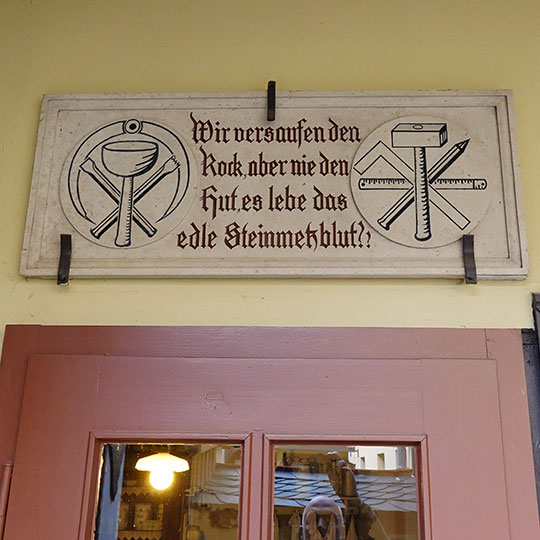 Wir versaufen den
Rock, aber nie den
Hut, es lebe das
edle Steinmetzblut??